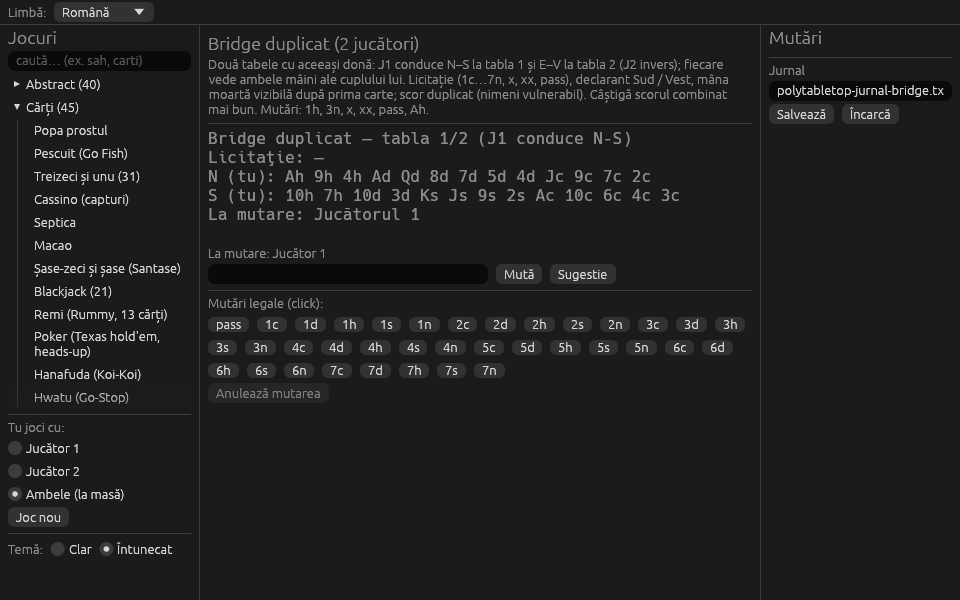 Limbă: Română
Jocuri
caută... (ex. sah, carti)
Abstract (40)
Cărți (45)
Popa prostul
Pescuit (Go Fish)
Treizeci și unu (31)
Cassino (capturi)
Septica
Macao
Șase-zeci și șase (Santase)
Blackjack (21)
Remi (Rummy, 13 cărți)
Poker (Texas hold'em,
heads-up)
Hanafuda (Koi-Koi)
Hwatu (Go-Stop)
Tu joci cu:
Jucător 1
Jucător 2
Ambele (la masă)
Joc nou
Temă: Clar Întunecat
Bridge duplicat (2 jucători)
Două tabele cu aceeași donă: J1 conduce N–S la tabla 1 și E–V la tabla 2 (J2 invers); fiecare
vede ambele mâini ale cuplului lui. Licitație (1c…7n, x, xx, pass), declarant Sud / Vest, mâna
moartă vizibilă după prima carte; scor duplicat (nimeni vulnerabil). Câștigă scorul combinat
mai bun. Mutări: 1h, 3n, x, xx, pass, Ah.
Bridge duplicat — tabla 1/2 (J1 conduce N-S)
Licitaţie: —
N (tu): Ah 9h 4h Ad Qd 8d 7d 5d 4d Jc 9c 7c 2c
S (tu): 10h 7h 10d 3d Ks Js 9s 2s Ac 10c 6c 4c 3c
La mutare: Jucătorul 1
La mutare: Jucător 1
Mută Sugestie
Mutări legale (click):
pass 1c 1d 1h 1s 1n 2c 2d 2h 2s 2n 3c 3d 3h
3s 3n 4c 4d 4h 4s 4n 5c 5d 5h 5s 5n 6c 6d
6h 6s 6n 7c 7d 7h 7s 7n
Anulează mutarea
Mutări
Jurnal
polytabletop-jurnal-bridge.tx
Salvează Încarcă